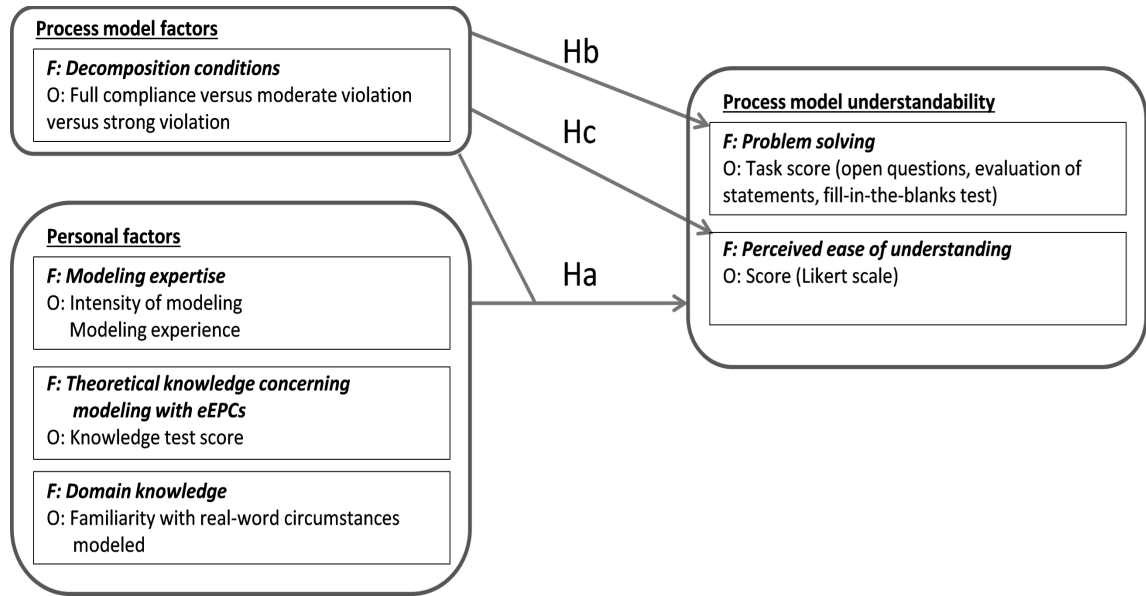 Process model factors
F: Decomposition conditions
O: Full compliance versus moderate violation
versus strong violation
Hb
Hc
Ha
Personal factors
F: Modeling expertise
O: Intensity of modeling
Modeling experience
F: Theoretical knowledge concerning
modeling with eEPCs
O: Knowledge test score
F: Domain knowledge
O: Familiarity with real-word circumstances
modeled
Process model understandability
F: Problem solving
O: Task score (open questions, evaluation of
statements, fill-in-the-blanks test)
F: Perceived ease of understanding
O: Score (Likert scale)